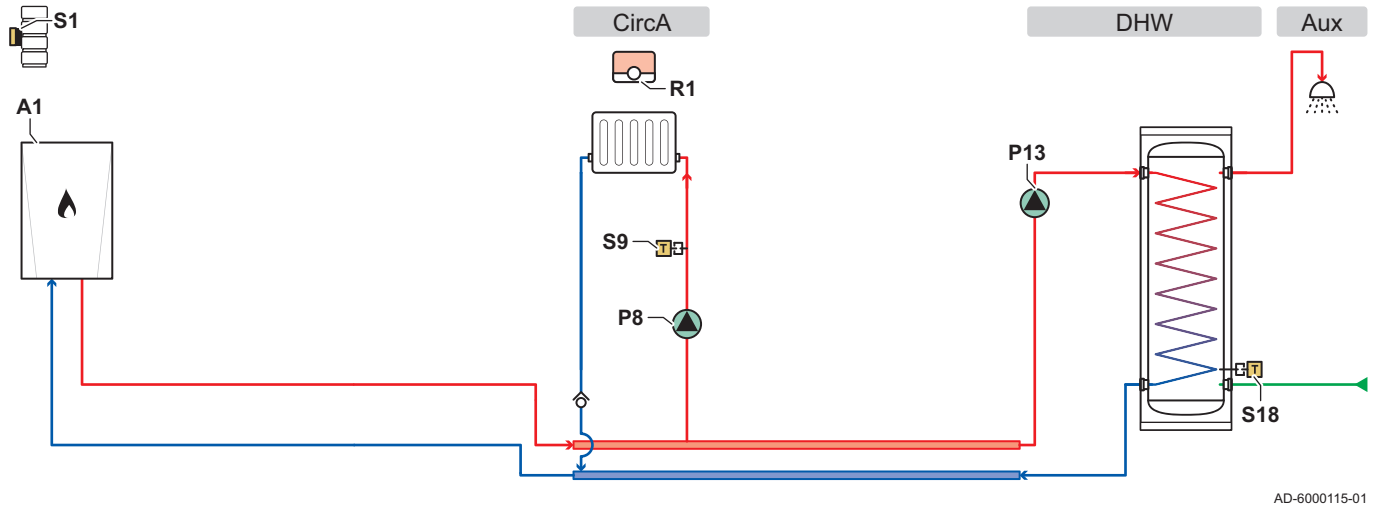 S1
CircA
DHW
Aux
R1
A1
P13
S9
T
P8
T
S18
AD-6000115-01